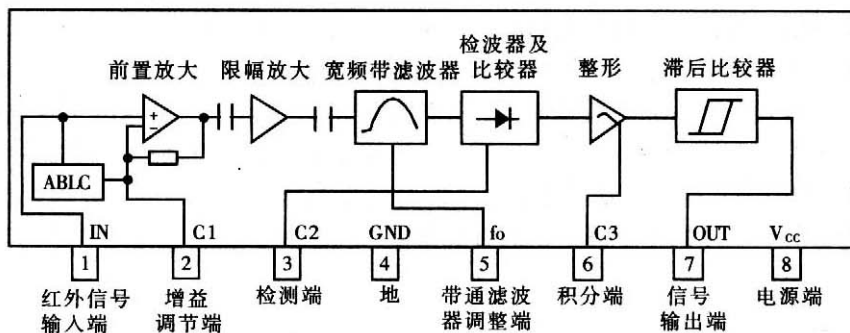 前置放大
限幅放大
宽频带滤波器
检波器及
比较器
整形
滞后比较器
+
−
ABLC
IN
C1
C2
GND
fo
C3
OUT
Vcc
1
2
3
4
5
6
7
8
红外信号
输入端
增益
调节端
检测端
地
带通滤波
器调整端
积分端
信号
输出端
电源端